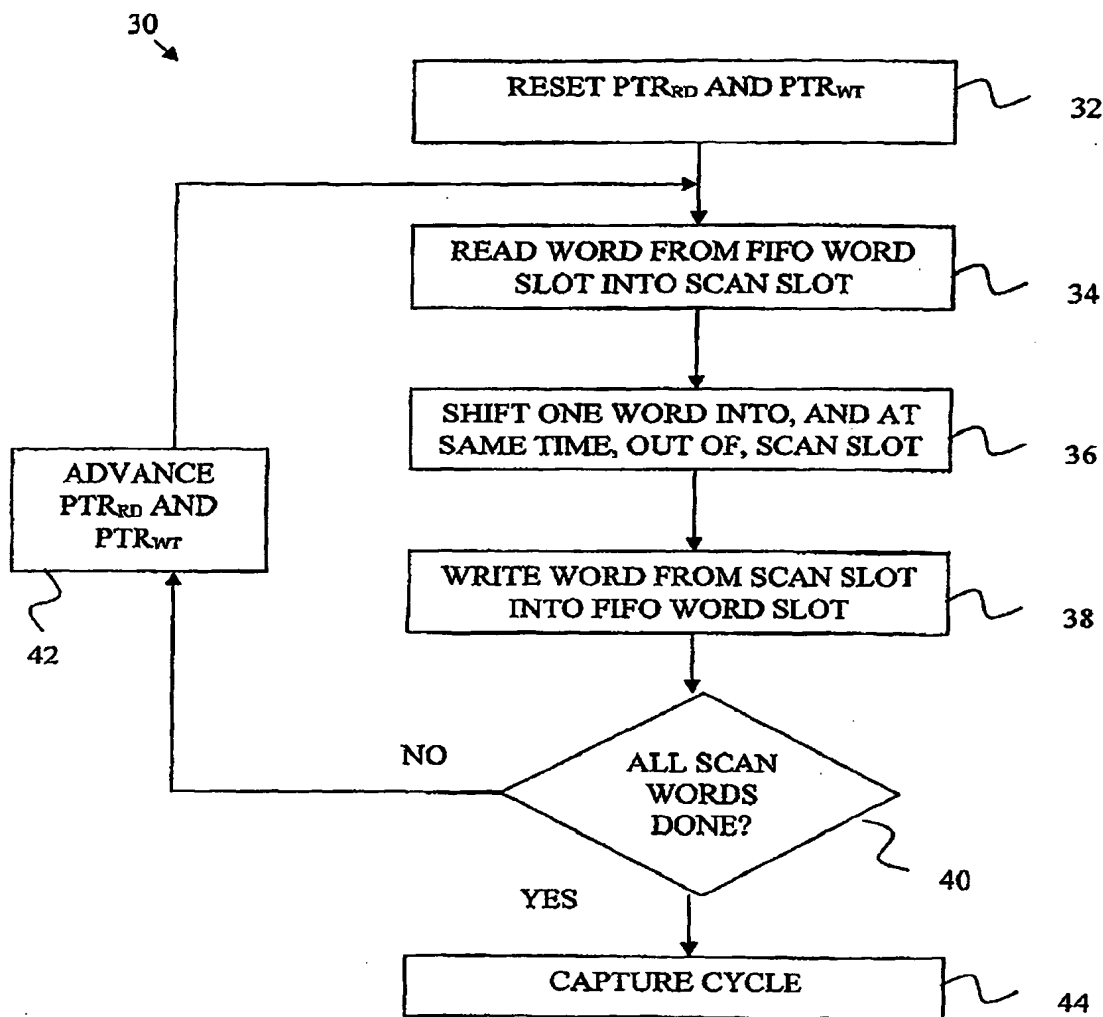 30
RESET PTRRD AND PTRWT
32
READ WORD FROM FIFO WORD
SLOT INTO SCAN SLOT
34
SHIFT ONE WORD INTO, AND AT
SAME TIME, OUT OF, SCAN SLOT
36
ADVANCE
PTRRD AND
PTRWT
42
WRITE WORD FROM SCAN SLOT
INTO FIFO WORD SLOT
38
NO
ALL SCAN
WORDS
DONE?
40
YES
CAPTURE CYCLE
44